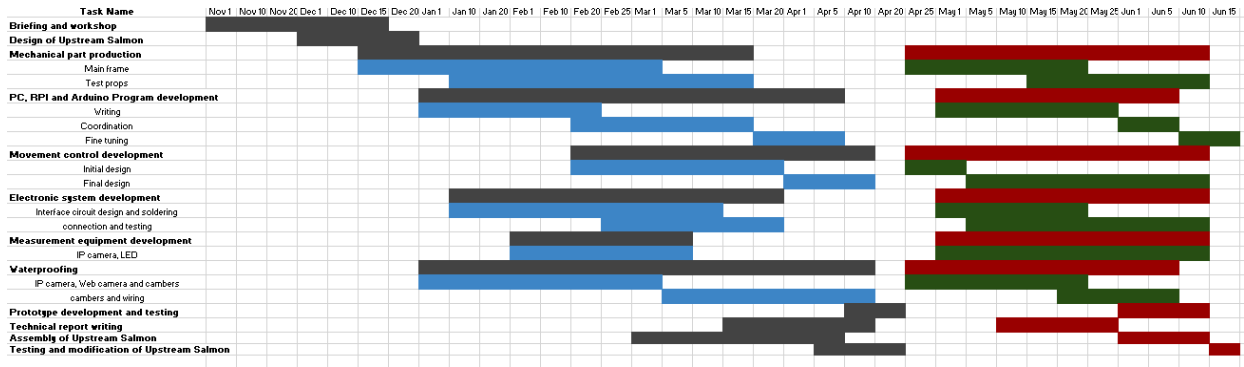 Task Name Nov 1 Nov 10 Nov 20 Dec 1 Dec 10 Dec 15 Dec 20 Jan 1 Jan 10 Jan 20 Feb 1 Feb 10 Feb 20 Feb 25 Mar 1 Mar 5 Mar 10 Mar 15 Mar 20 Apr 1 Apr 5 Apr 10 Apr 20 Apr 25 May 1 May 5 May 10 May 15 May 20 May 25 Jun 1 Jun 5 Jun 10 Jun 15
Briefing and workshop
Design of Upstream Salmon
Mechanical part production
Main frame
Test props
PC, RPI and Arduino Program development
Writing
Coordination
Fine tuning
Movement control development
Initial design
Final design
Electronic system development
Interface circuit design and soldering
connection and testing
Measurement equipment development
IP camera, LED
Waterproofing
IP camera, Web camera and cambers
cambers and wiring
Prototype development and testing
Technical report writing
Assembly of Upstream Salmon
Testing and modification of Upstream Salmon